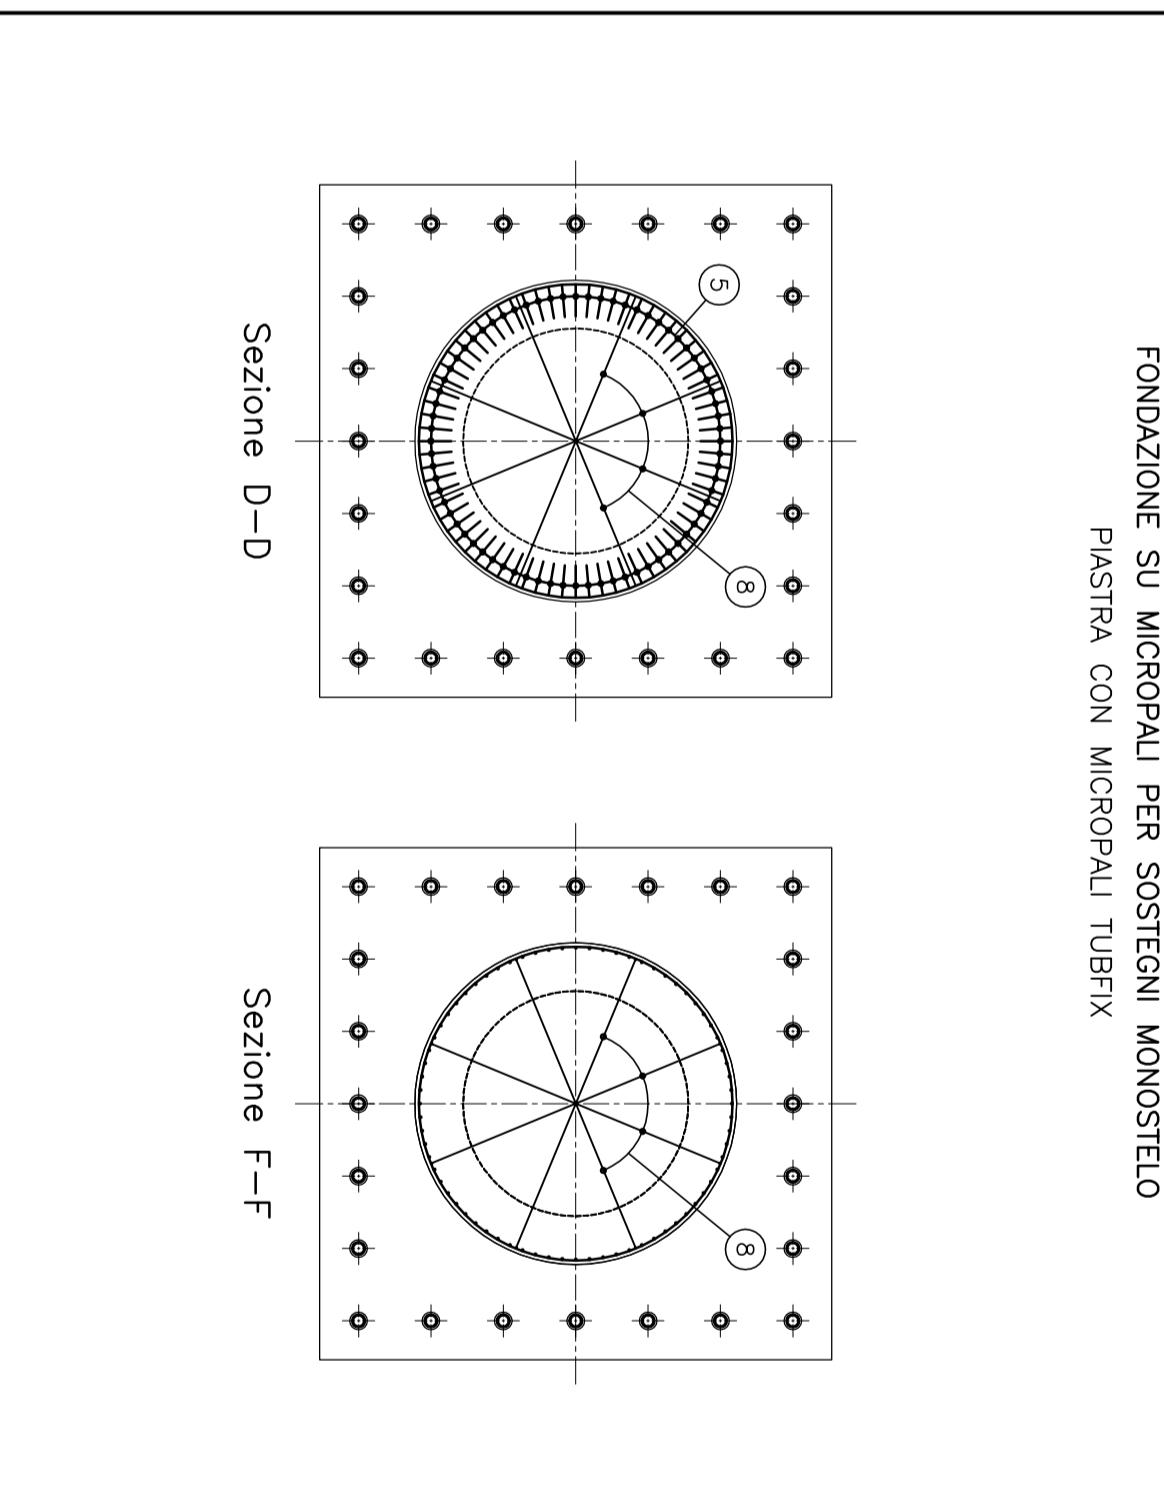 FONDAZIONE SU MICROPALI PER SOSTEGNI MONOSTELO
PIASTRA CON MICROPALI TUBFIX
5
8
8
Sezione D-D
Sezione F-F